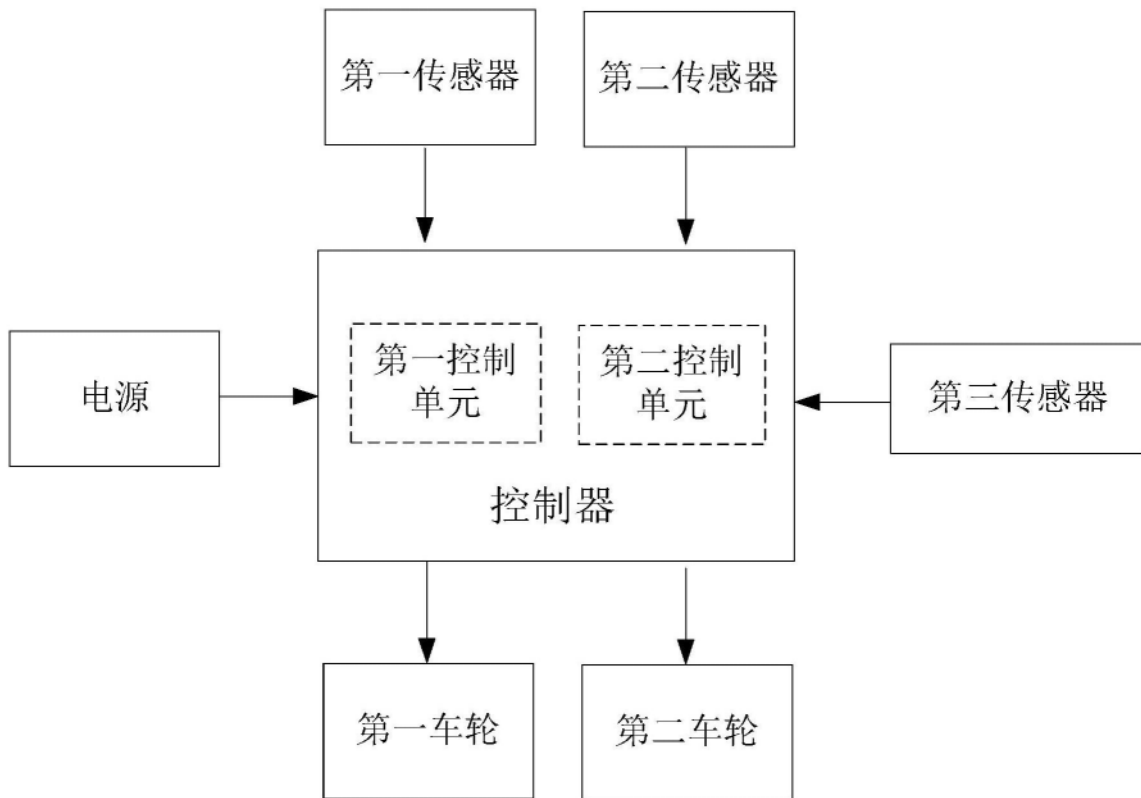 第一传感器
第二传感器
第一控制
单元
第二控制
单元
电源
第三传感器
控制器
第一车轮
第二车轮